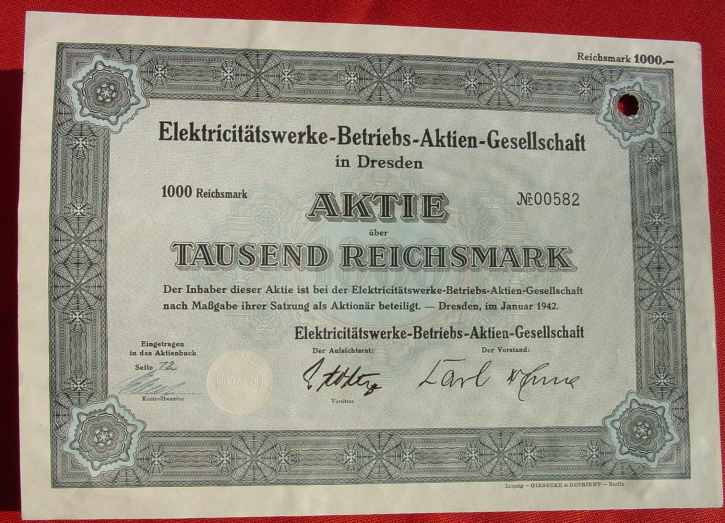 Reichsmark 1000.—
Elektricitätswerke-Betriebs-Aktien-Gesellschaft
in Dresden
1000 Reichsmark
AKTIE
№ 00582
über
TAUSEND REICHSMARK
Der Inhaber dieser Aktie ist bei der Elektricitätswerke-Betriebs-Aktien-Gesellschaft
nach Maßgabe ihrer Satzung als Aktionär beteiligt. — Dresden, im Januar 1942.
Elektricitätswerke-Betriebs-Aktien-Gesellschaft
Eingetragen
in das Aktienbuch
Der Aufsichtsrat:
Der Vorstand:
Seite 72
Karl
Kontrollbeamter
Vorsitzer
Leipzig – GIESECKE & DEVRIENT – Berlin